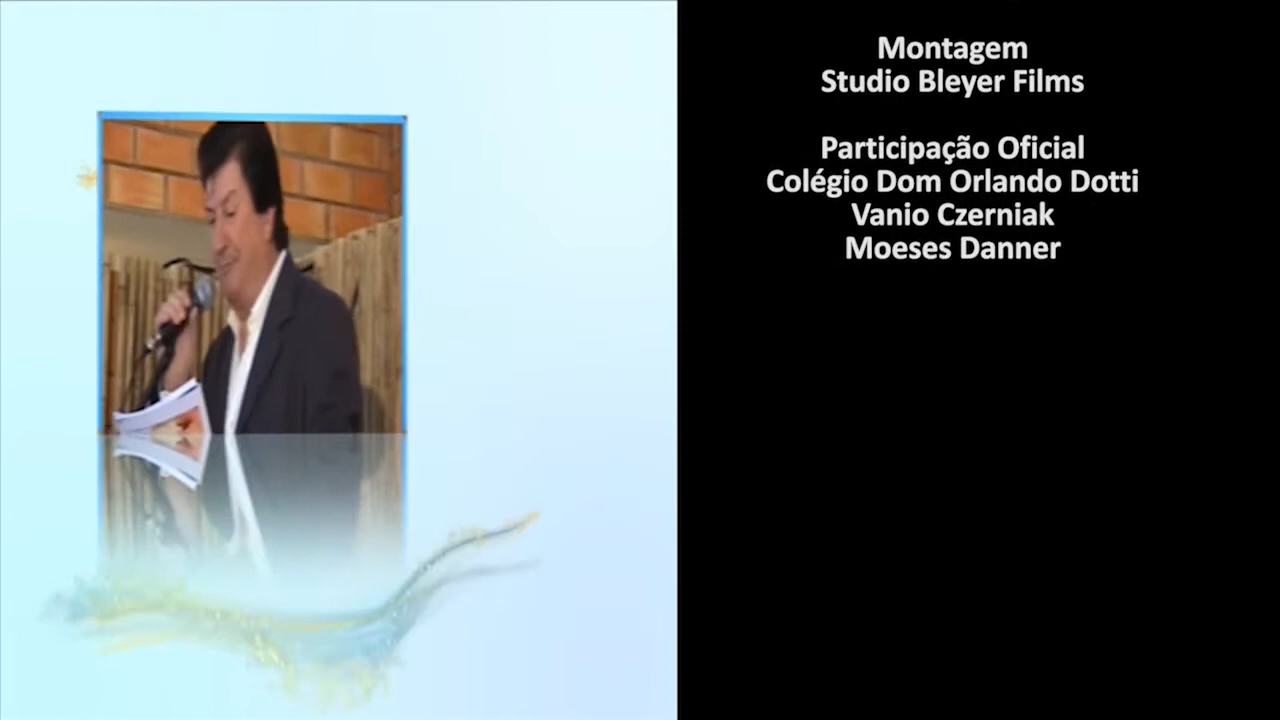 Montagem
Studio Bleyer Films
Participação Oficial
Colégio Dom Orlando Dotti
Vanio Czerniak
Moeses Danner